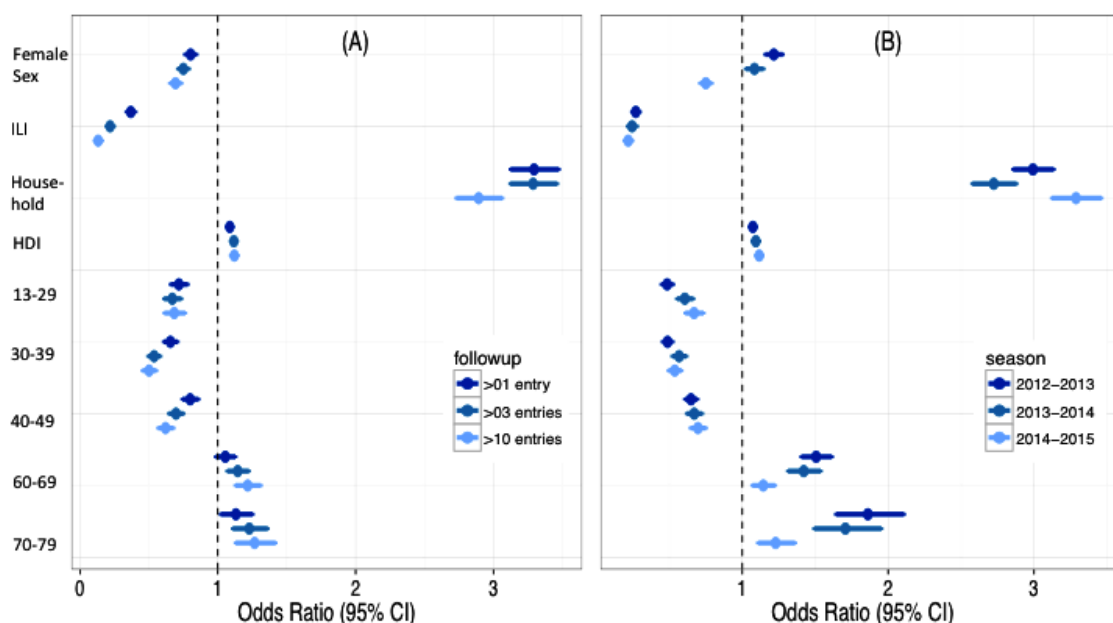 (A)
(B)
Female
Sex
ILI
House-
hold
HDI
13-29
30-39
40-49
60-69
70-79
followup
>01 entry
>03 entries
>10 entries
season
2012−2013
2013−2014
2014−2015
0 1 2 3
1 2 3
Odds Ratio (95% CI)
Odds Ratio (95% CI)